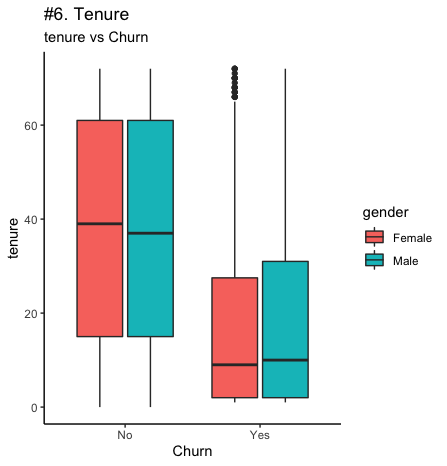 #6. Tenure
tenure vs Churn
60
40
20
0
tenure
No
Yes
Churn
gender
Female
Male